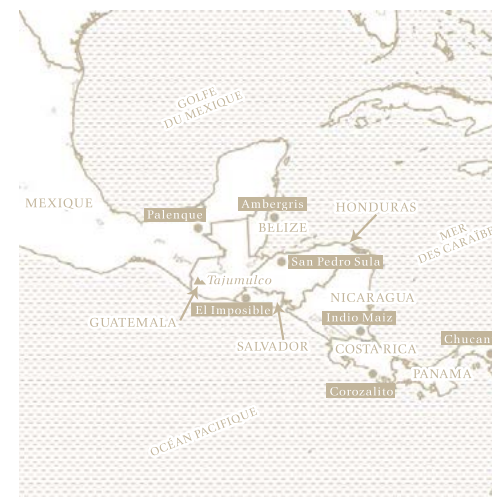 GOLFE
DU MEXIQUE
MEXIQUE
Palenque
Ambergris
BELIZE
HONDURAS
MER
DES CARAÏBE
San Pedro Sula
Tajumulco
El Imposible
NICARAGUA
GUATEMALA
Indio Maíz
SALVADOR
COSTA RICA
Chucan
PANAMA
Corozalito
OCÉAN PACIFIQUE